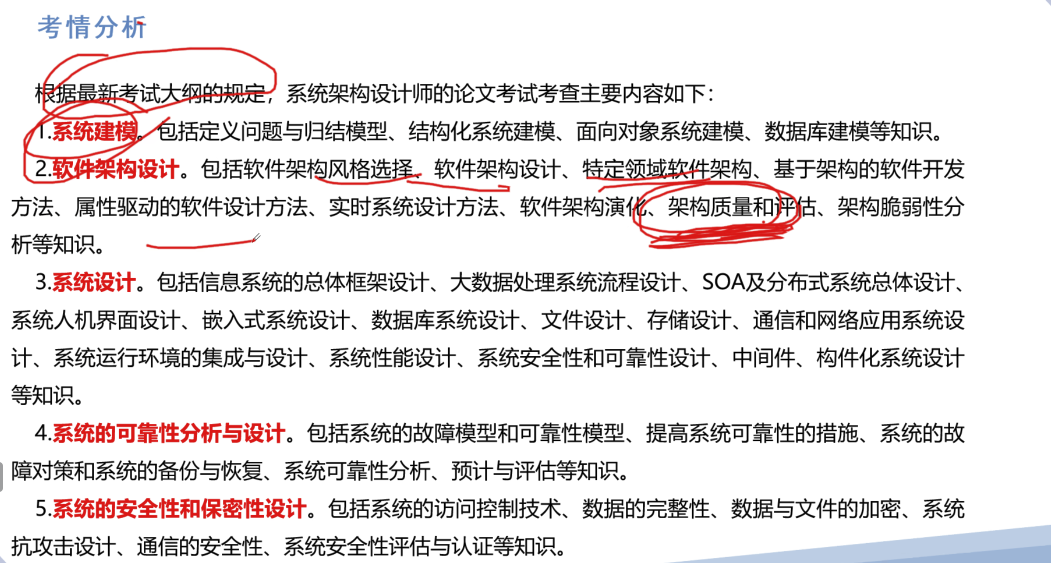 考情分析
根据最新考试大纲的规定，系统架构设计师的论文考试考查主要内容如下：
1.系统建模。包括定义问题与归结模型、结构化系统建模、面向对象系统建模、数据库建模等知识。
2.软件架构设计。包括软件架构风格选择、软件架构设计、特定领域软件架构、基于架构的软件开发
方法、属性驱动的软件设计方法、实时系统设计方法、软件架构演化、架构质量和评估、架构脆弱性分
析等知识。
3.系统设计。包括信息系统的总体框架设计、大数据处理系统流程设计、SOA及分布式系统总体设计、
系统人机界面设计、嵌入式系统设计、数据库系统设计、文件设计、存储设计、通信和网络应用系统设
计、系统运行环境的集成与设计、系统性能设计、系统安全性和可靠性设计、中间件、构件化系统设计
等知识。
4.系统的可靠性分析与设计。包括系统的故障模型和可靠性模型、提高系统可靠性的措施、系统的故
障对策和系统的备份与恢复、系统可靠性分析、预计与评估等知识。
5.系统的安全性和保密性设计。包括系统的访问控制技术、数据的完整性、数据与文件的加密、系统
抗攻击设计、通信的安全性、系统安全性评估与认证等知识。